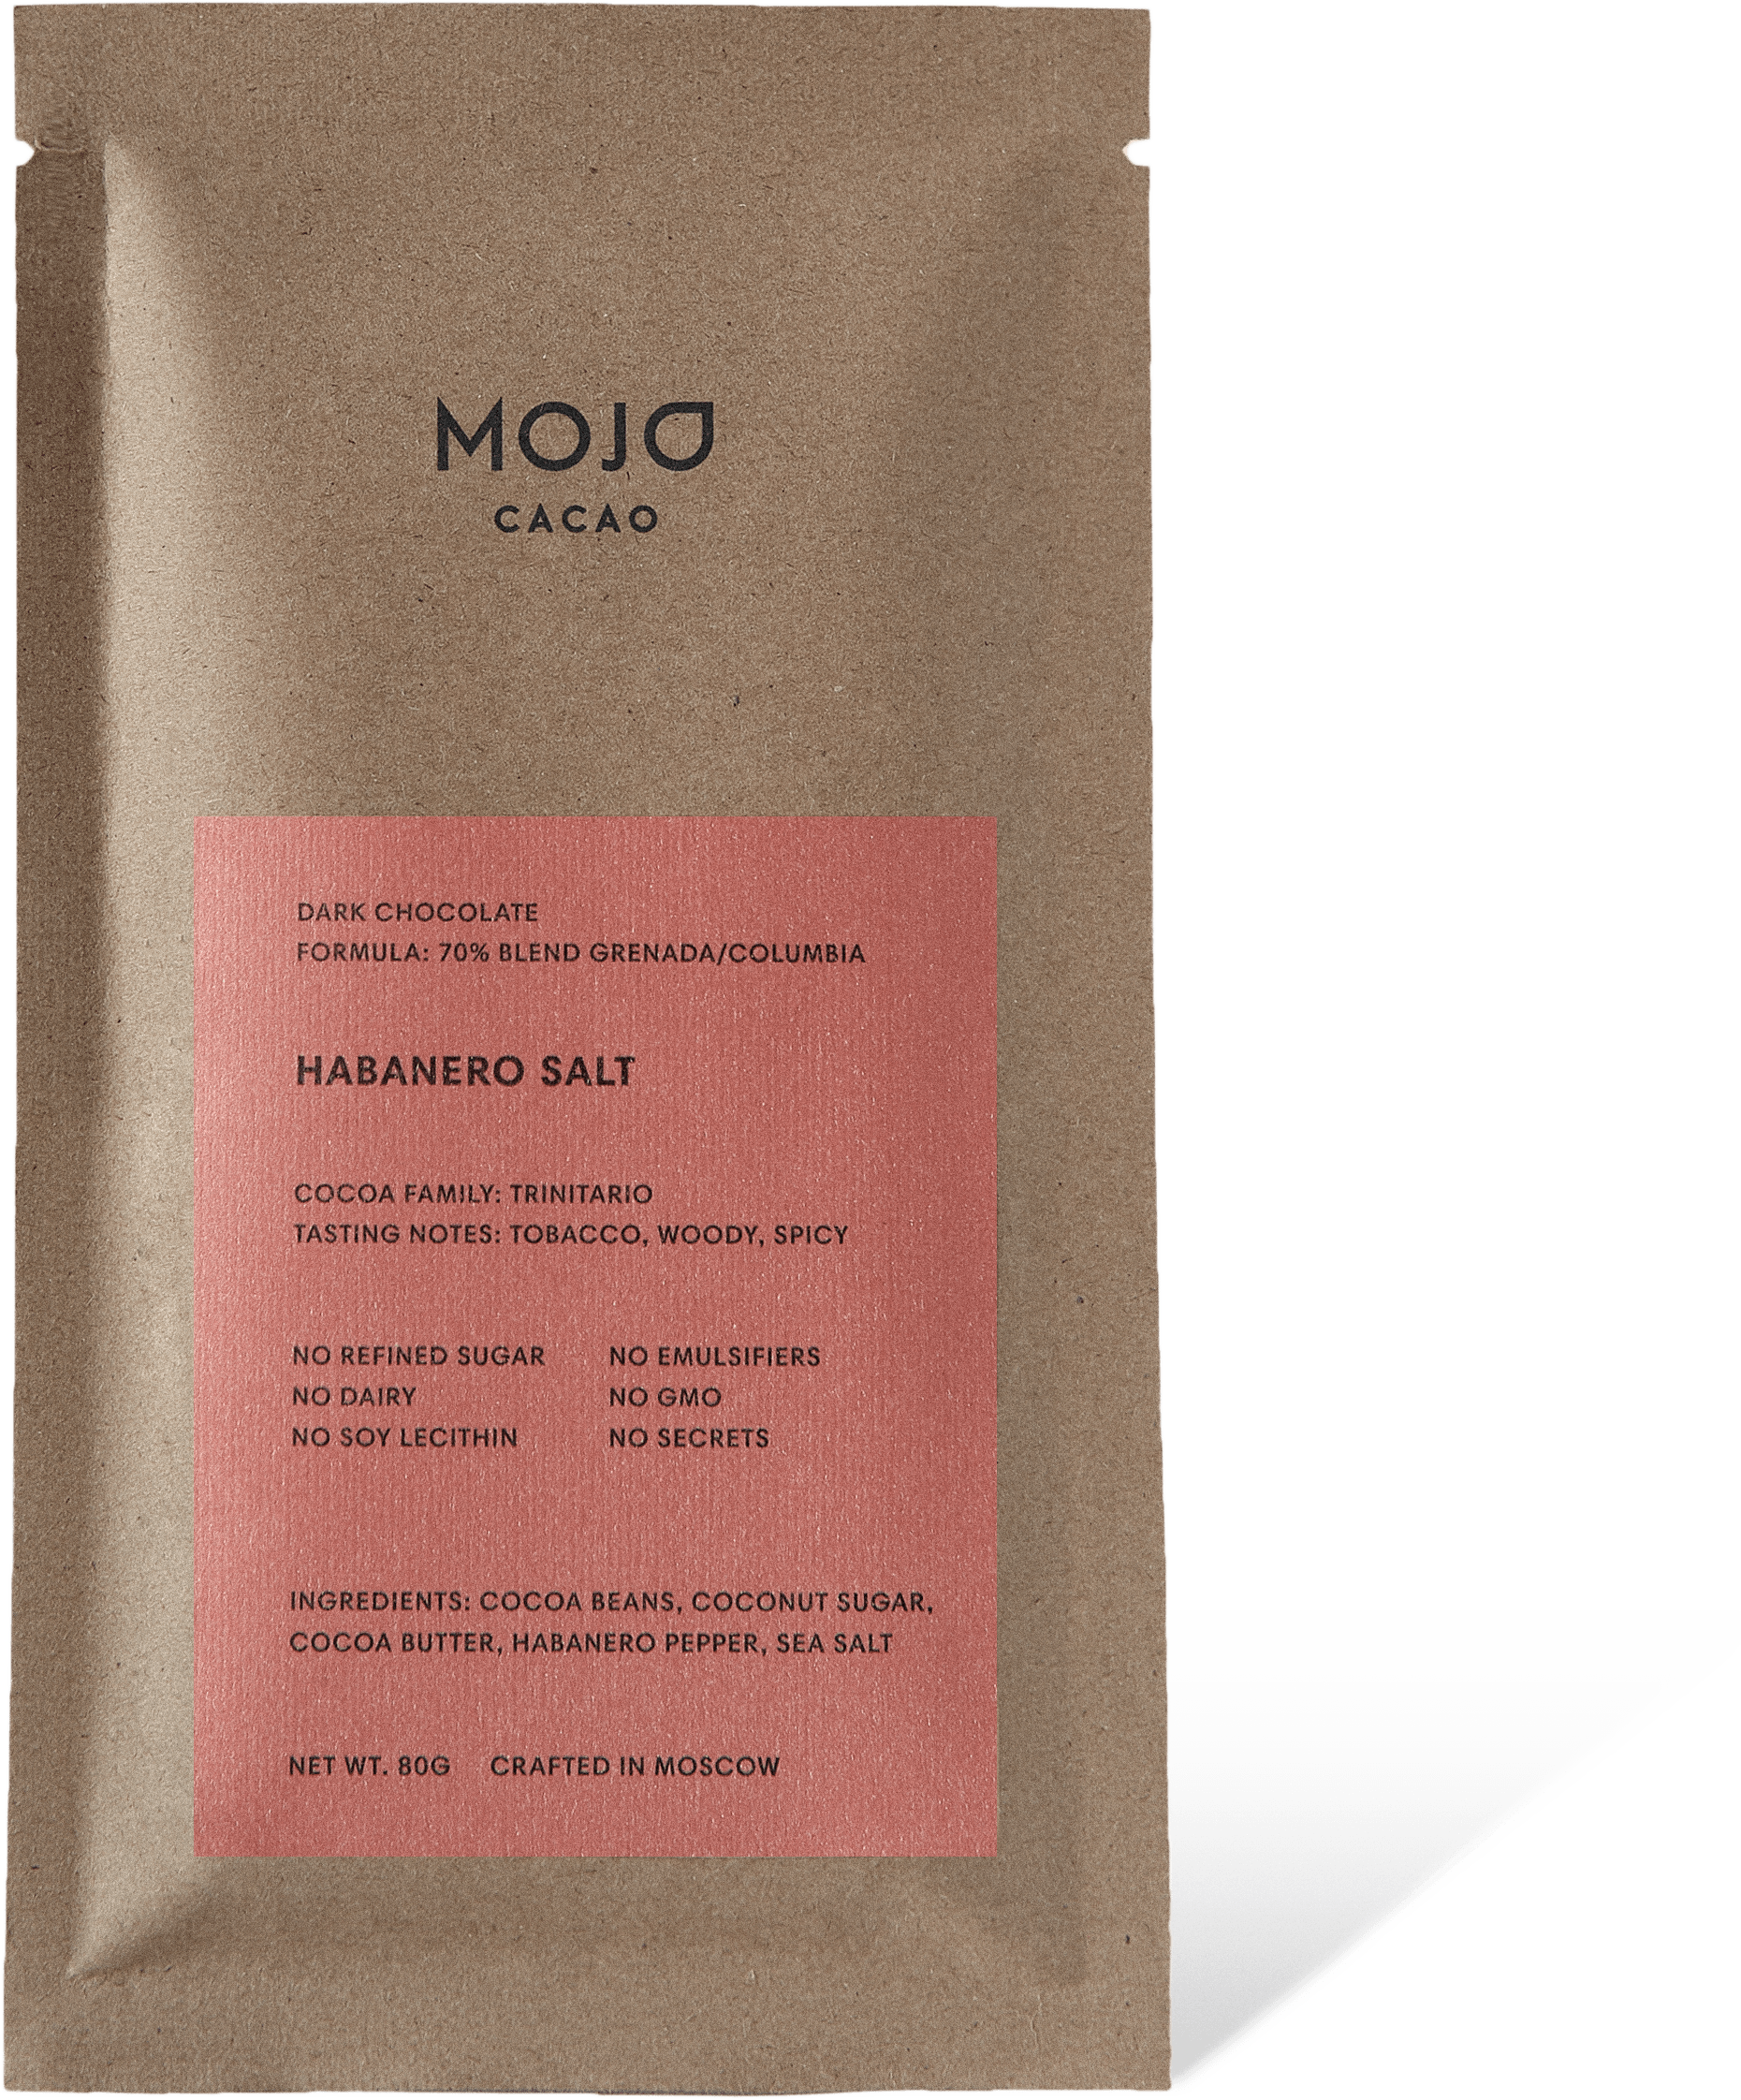 MOJO
CACAO
DARK CHOCOLATE
FORMULA: 70% BLEND GRENADA/COLUMBIA
HABANERO SALT
COCOA FAMILY: TRINITARIO
TASTING NOTES: TOBACCO, WOODY, SPICY
NO REFINED SUGAR NO EMULSIFIERS
NO DAIRY NO GMO
NO SOY LECITHIN NO SECRETS
INGREDIENTS: COCOA BEANS, COCONUT SUGAR,
COCOA BUTTER, HABANERO PEPPER, SEA SALT
NET WT. 80G CRAFTED IN MOSCOW